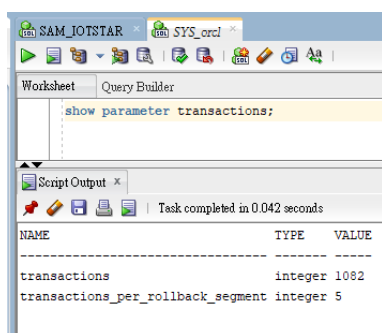 SAM_IOTSTAR × SYS_orcl ×
Worksheet Query Builder
show parameter transactions;
Script Output ×
Task completed in 0.042 seconds
NAME TYPE VALUE
-------------------------------- ------- -----
transactions integer 1082
transactions_per_rollback_segment integer 5